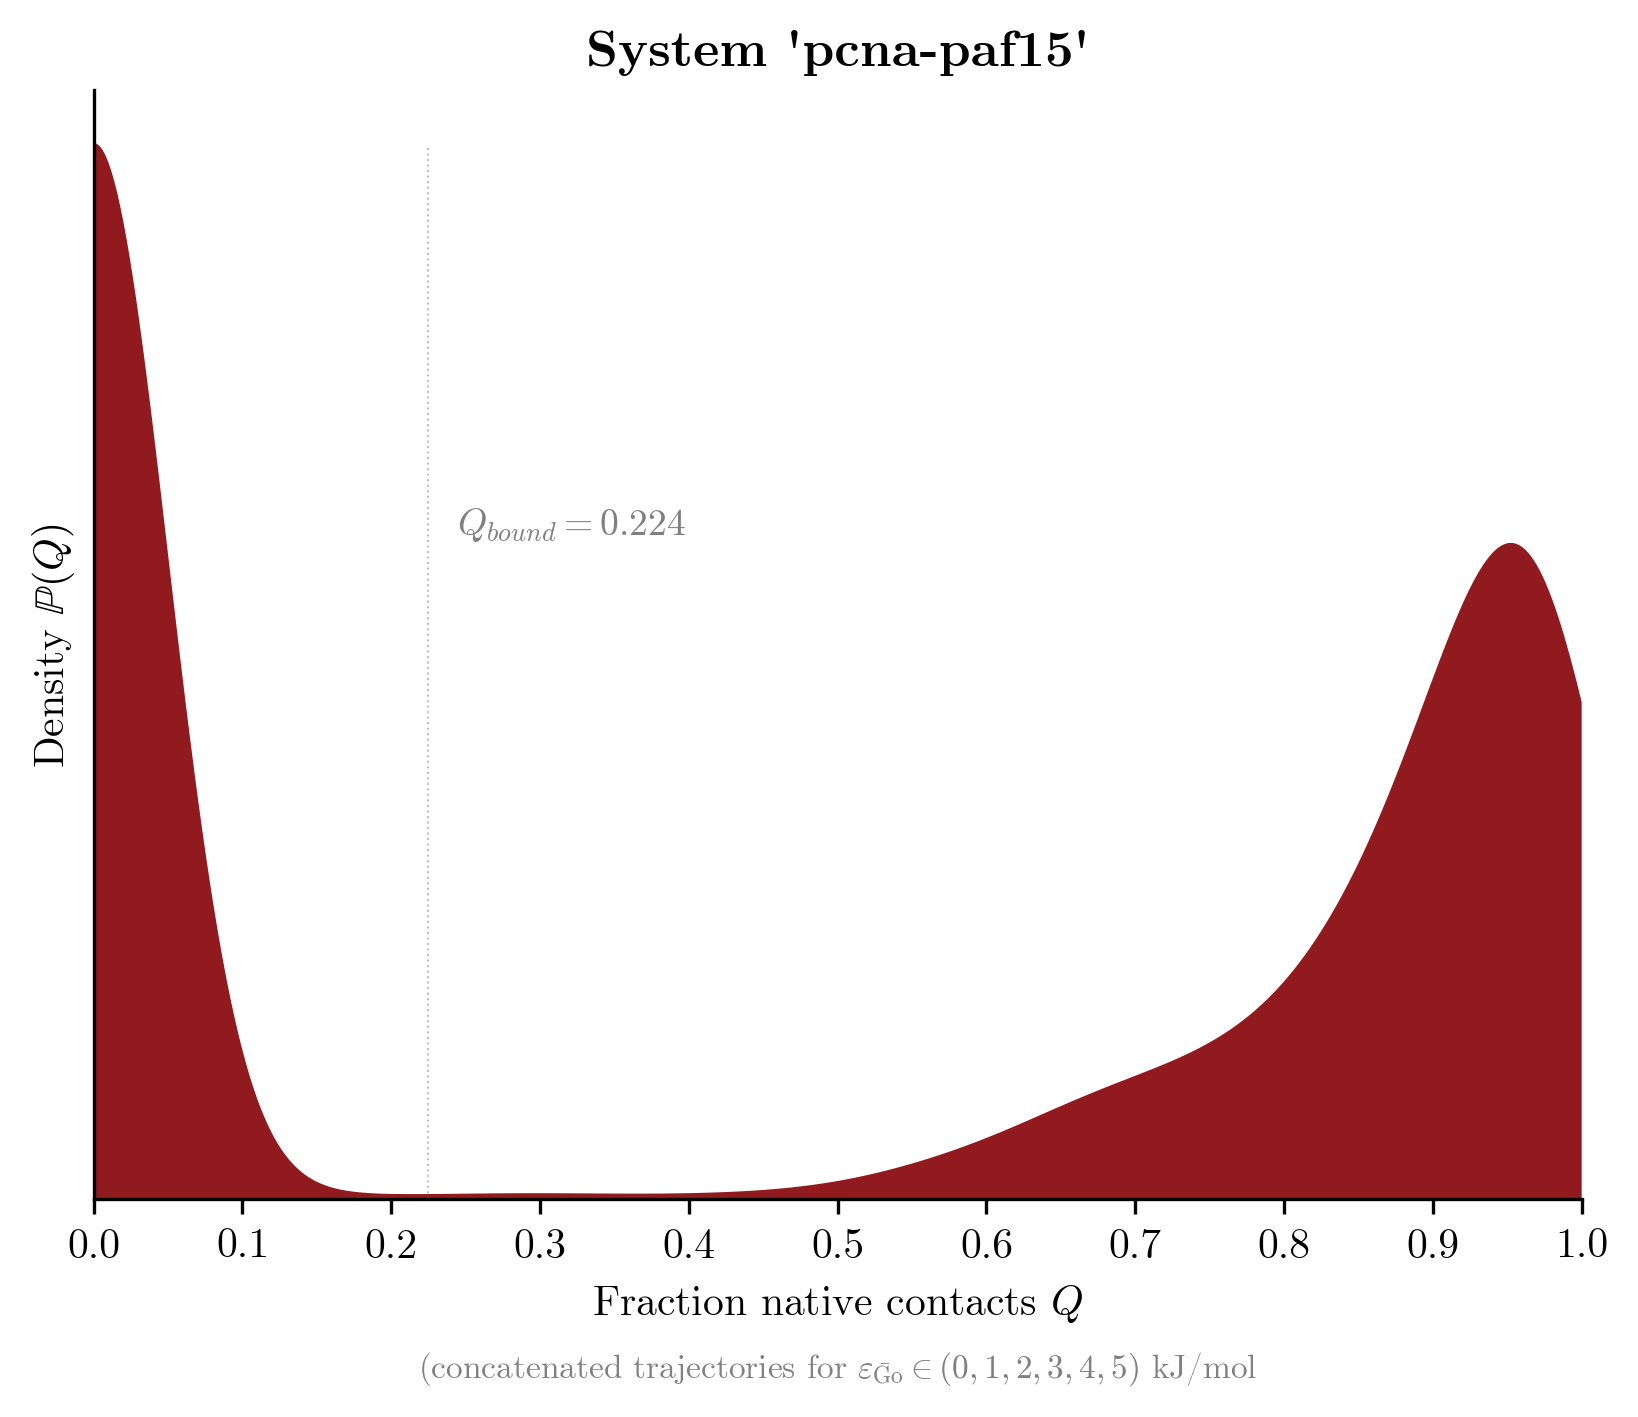 System 'pcna-paf15'
Density ℙ(Q)
Q_bound = 0.224
0.0 0.1 0.2 0.3 0.4 0.5 0.6 0.7 0.8 0.9 1.0
Fraction native contacts Q
(concatenated trajectories for ε_Ḡo ∈ (0, 1, 2, 3, 4, 5) kJ/mol